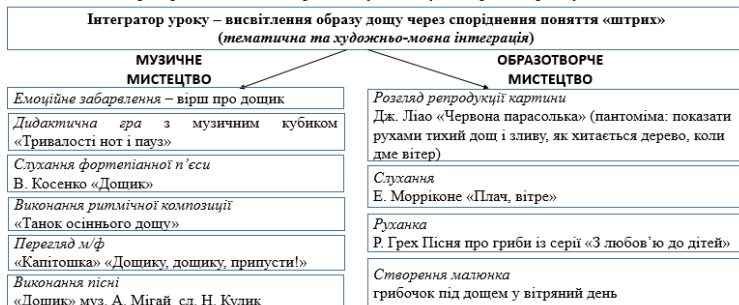 Інтегратор уроку – висвітлення образу дощу через споріднення поняття «штрих»
(тематична та художньо-мовна інтеграція)
МУЗИЧНЕ
МИСТЕЦТВО
Емоційне забарвлення – вірш про дощик
Дидактична гра з музичним кубиком
«Тривалості нот і пауз»
Слухання фортепіанної п’єси
В. Косенко «Дощик»
Виконання ритмічної композиції
«Танок осіннього дощу»
Перегляд м/ф
«Капітошка» «Дощику, дощику, припусти!»
Виконання пісні
«Дощик» муз. А. Мігай сл. Н. Кулик
ОБРАЗОТВОРЧЕ
МИСТЕЦТВО
Розгляд репродукції картини
Дж. Ліао «Червона парасолька» (пантоміма: показати
рухами тихий дощ і зливу, як хитається дерево, коли
дме вітер)
Слухання
Е. Морріконе «Плач, вітре»
Руханка
Р. Грех Пісня про гриби із серії «З любов’ю до дітей»
Створення малюнка
грибочок під дощем у вітряний день